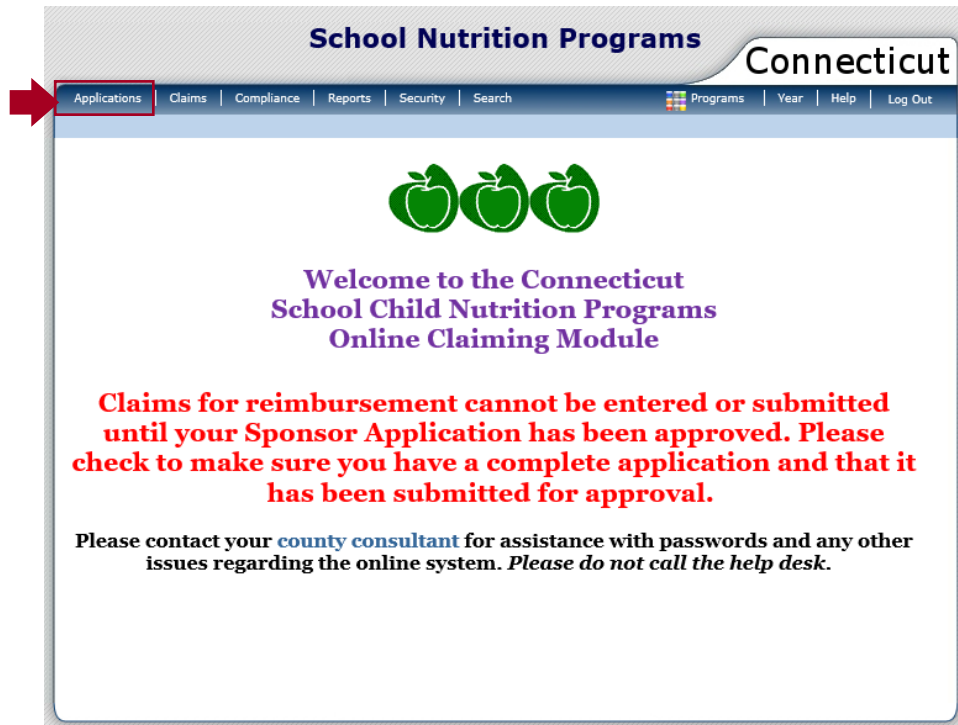 School Nutrition Programs
Connecticut
Applications | Claims | Compliance | Reports | Security | Search Programs | Year | Help | Log Out
Welcome to the Connecticut
School Child Nutrition Programs
Online Claiming Module
Claims for reimbursement cannot be entered or submitted
until your Sponsor Application has been approved. Please
check to make sure you have a complete application and that it
has been submitted for approval.
Please contact your county consultant for assistance with passwords and any other
issues regarding the online system. Please do not call the help desk.